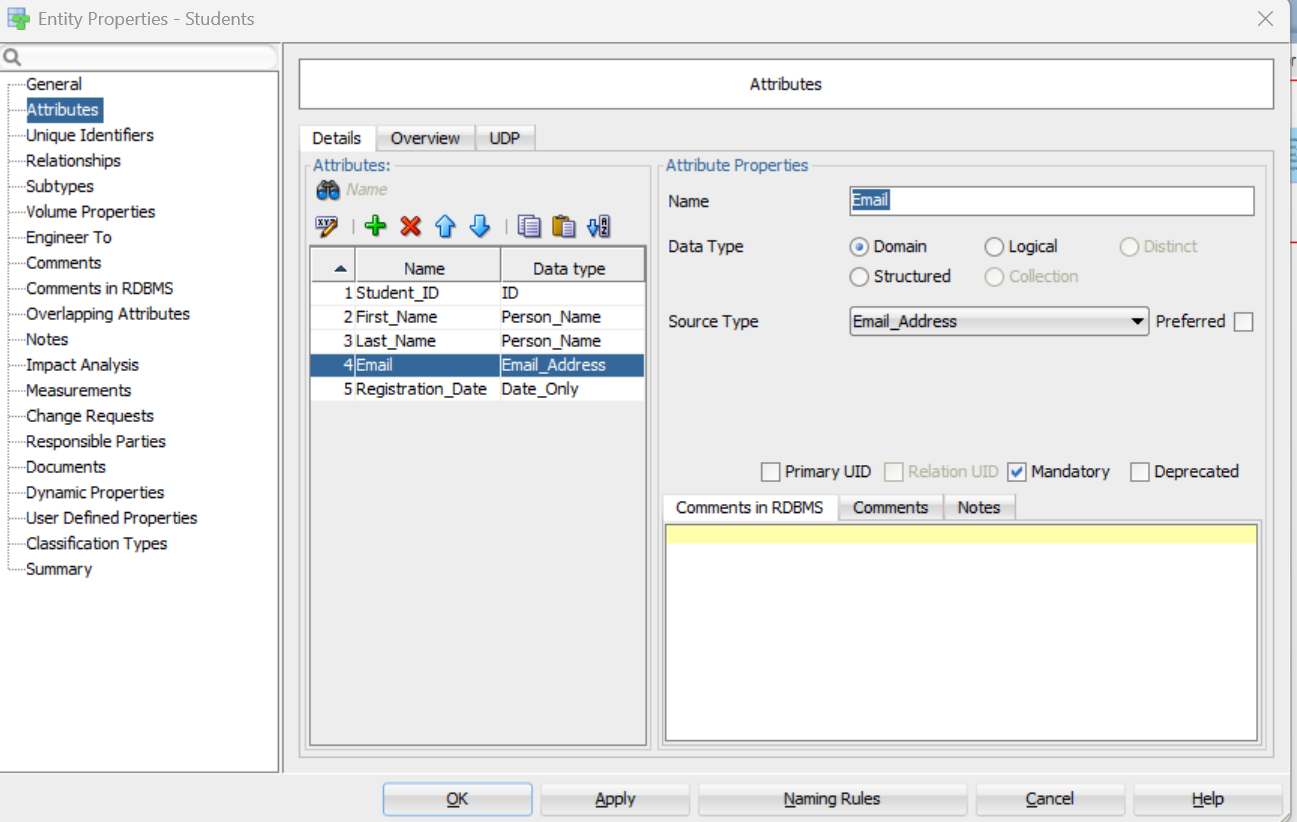 Entity Properties - Students
General
Attributes
Unique Identifiers
Relationships
Subtypes
Volume Properties
Engineer To
Comments
Comments in RDBMS
Overlapping Attributes
Notes
Impact Analysis
Measurements
Change Requests
Responsible Parties
Documents
Dynamic Properties
User Defined Properties
Classification Types
Summary
Attributes
Details Overview UDP
Attributes:
Name
Name Data type
1 Student_ID ID
2 First_Name Person_Name
3 Last_Name Person_Name
4 Email Email_Address
5 Registration_Date Date_Only
Attribute Properties
Name Email
Data Type Domain Logical Distinct
Structured Collection
Source Type Email_Address Preferred
Primary UID Relation UID Mandatory Deprecated
Comments in RDBMS Comments Notes
OK Apply Naming Rules Cancel Help